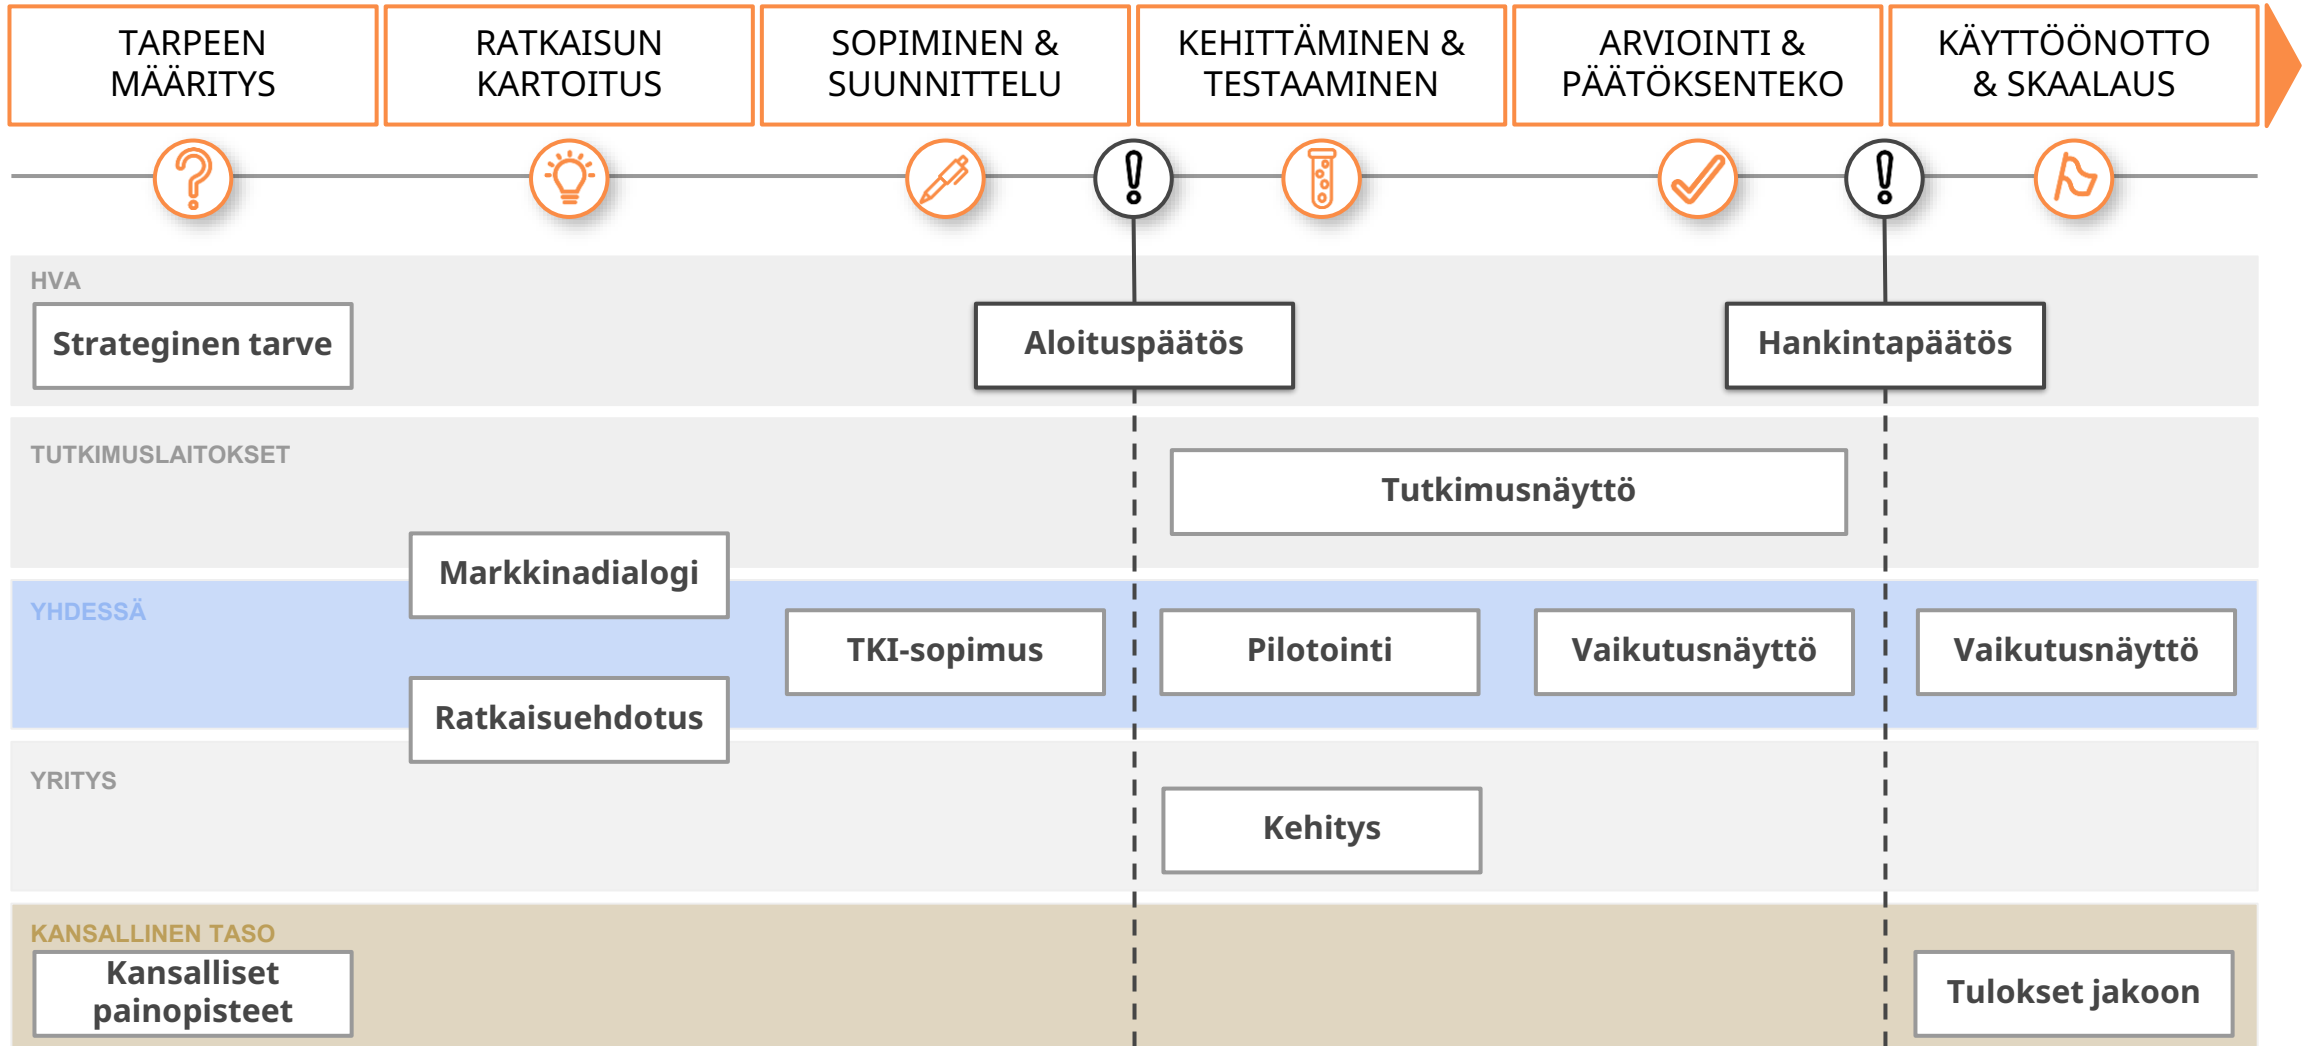 TARPEEN
MÄÄRITYS
RATKAISUN
KARTOITUS
SOPIMINEN &
SUUNNITTELU
KEHITTÄMINEN &
TESTAAMINEN
ARVIOINTI &
PÄÄTÖKSENTEKO
KÄYTTÖÖNOTTO
& SKAALAUS
HVA
Strateginen tarve
Aloituspäätös
Hankintapäätös
TUTKIMUSLAITOKSET
Tutkimusnäyttö
Markkinadialogi
YHDESSÄ
TKI-sopimus
Pilotointi
Vaikutusnäyttö
Vaikutusnäyttö
Ratkaisuehdotus
YRITYS
Kehitys
KANSALLINEN TASO
Kansalliset
painopisteet
Tulokset jakoon